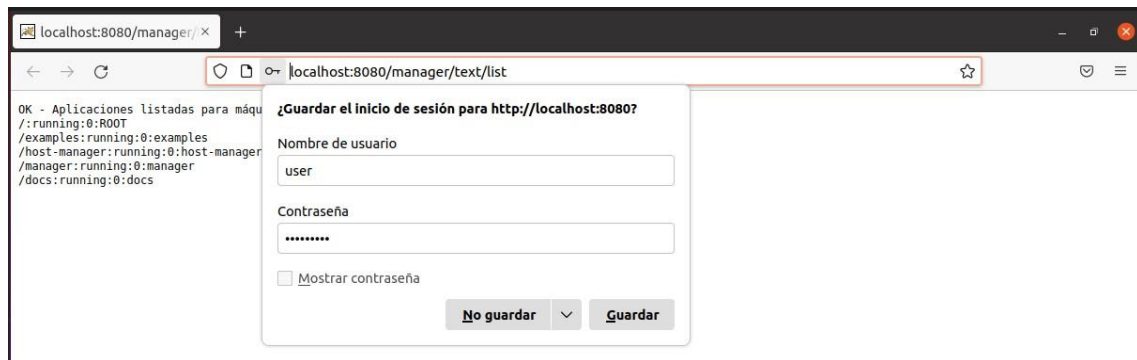 localhost:8080/manager/
localhost:8080/manager/text/list
OK - Aplicaciones listadas para máqu
/:running:0:ROOT
/examples:running:0:examples
/host-manager:running:0:host-manager
/manager:running:0:manager
/docs:running:0:docs
¿Guardar el inicio de sesión para http://localhost:8080?
Nombre de usuario
user
Contraseña
•••••••••
Mostrar contraseña
No guardar
Guardar